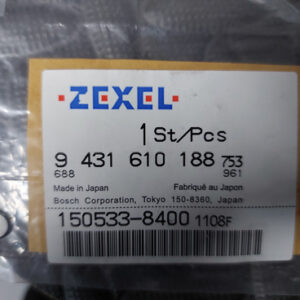 ZEXEL
1 St/Pcs
9 431 610 188 753
688 961
Made in Japan Fabriqué au Japon
Bosch Corporation, Tokyo 150-8360, Japan
150533-8400 1108F